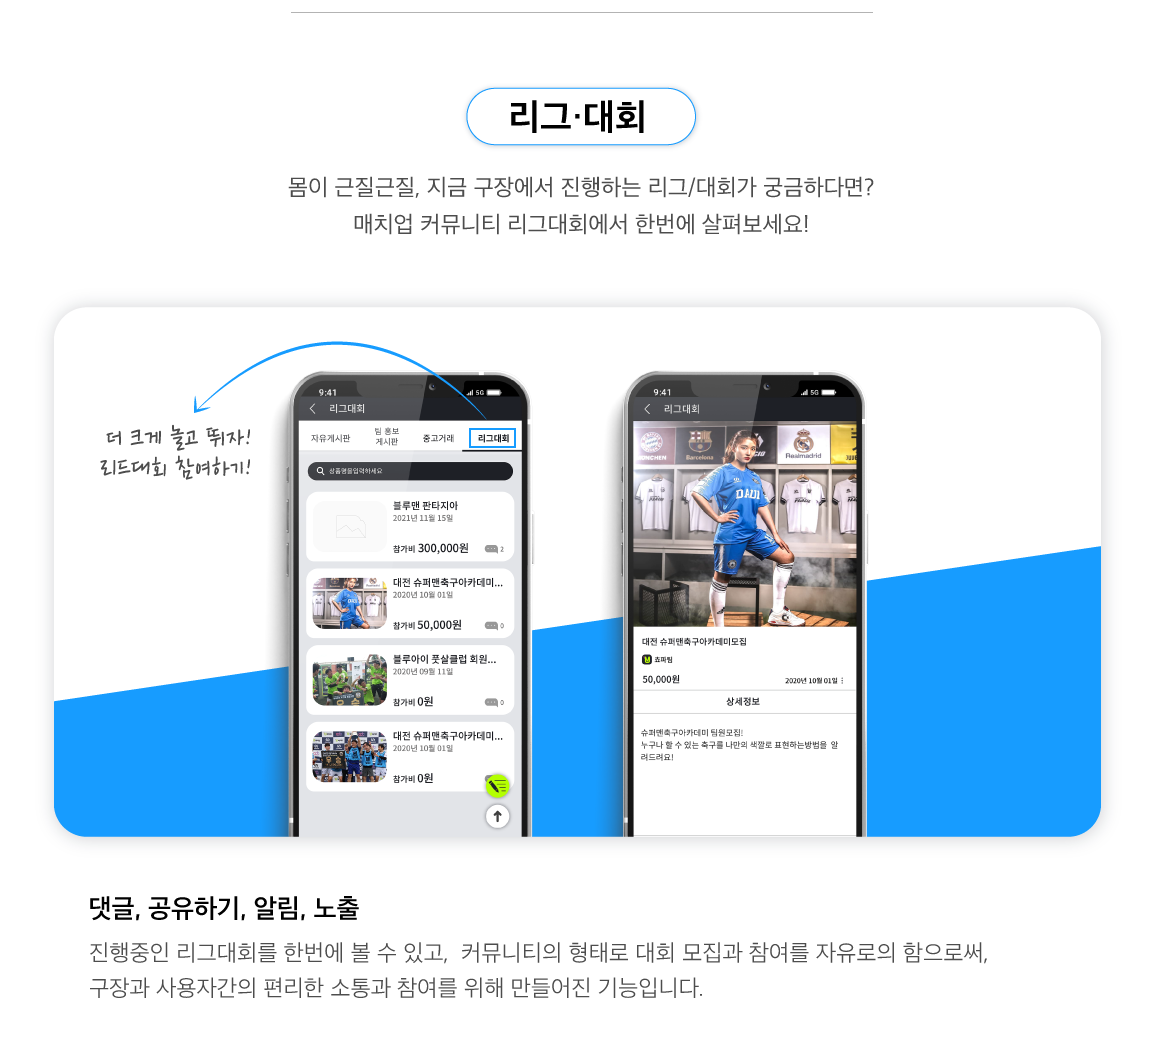 리그·대회
몸이 근질근질, 지금 구장에서 진행하는 리그/대회가 궁금하다면?
매치업 커뮤니티 리그대회에서 한번에 살펴보세요!
더 크게 놀고 뛰자!
리드대회 참여하기!
9:41
5G
리그대회
자유게시판
팀 홍보
게시판
중고거래
리그대회
상품명을입력하세요
블루맨 판타지아
2021년 11월 15일
참가비 300,000원
2
대전 슈퍼맨축구아카데미...
2020년 10월 01일
참가비 50,000원
0
블루아이 풋살클럽 회원...
2020년 09월 11일
참가비 0원
0
대전 슈퍼맨축구아카데미...
2020년 10월 01일
참가비 0원
9:41
5G
리그대회
Barcelona
Realmadrid
대전 슈퍼맨축구아카데미모집
쵸파팀
50,000원
2020년 10월 01일
상세정보
슈퍼맨축구아카데미 팀원모집!
누구나 할 수 있는 축구를 나만의 색깔로 표현하는방법을 알
려드려요!
댓글, 공유하기, 알림, 노출
진행중인 리그대회를 한번에 볼 수 있고, 커뮤니티의 형태로 대회 모집과 참여를 자유로의 함으로써,
구장과 사용자간의 편리한 소통과 참여를 위해 만들어진 기능입니다.